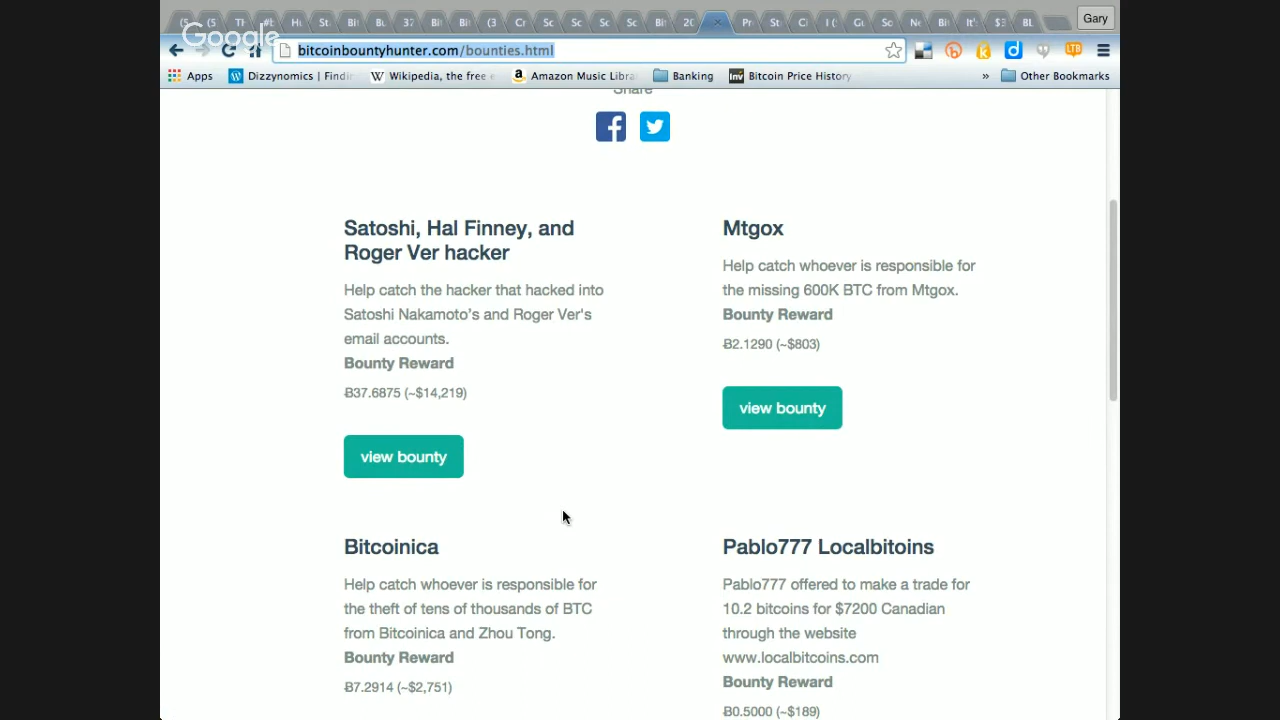 Google
Gary
bitcoinbountyhunter.com/bounties.html
Apps
Dizzynomics | Findi
Wikipedia, the free e
Amazon Music Libra
Banking
Bitcoin Price History
»
Other Bookmarks
Share
Satoshi, Hal Finney, and
Roger Ver hacker
Help catch the hacker that hacked into
Satoshi Nakamoto's and Roger Ver's
email accounts.
Bounty Reward
Ƀ37.6875 (~$14,219)
view bounty
Mtgox
Help catch whoever is responsible for
the missing 600K BTC from Mtgox.
Bounty Reward
Ƀ2.1290 (~$803)
view bounty
Bitcoinica
Help catch whoever is responsible for
the theft of tens of thousands of BTC
from Bitcoinica and Zhou Tong.
Bounty Reward
Ƀ7.2914 (~$2,751)
Pablo777 Localbitoins
Pablo777 offered to make a trade for
10.2 bitcoins for $7200 Canadian
through the website
www.localbitcoins.com
Bounty Reward
Ƀ0.5000 (~$189)